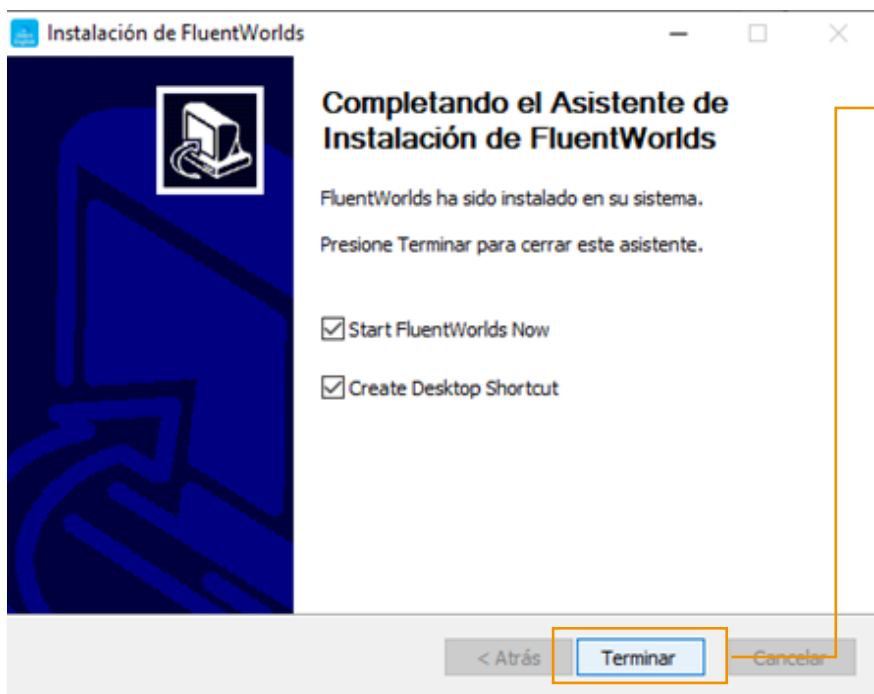 Instalación de FluentWorlds
Completando el Asistente de
Instalación de FluentWorlds
FluentWorlds ha sido instalado en su sistema.
Presione Terminar para cerrar este asistente.
Start FluentWorlds Now
Create Desktop Shortcut
< Atrás Terminar Cancelar